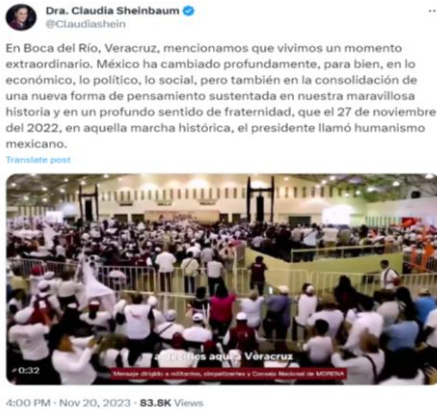 Dra. Claudia Sheinbaum
@Claudiashein
En Boca del Río, Veracruz, mencionamos que vivimos un momento
extraordinario. México ha cambiado profundamente, para bien, en lo
económico, lo político, lo social, pero también en la consolidación de
una nueva forma de pensamiento sustentada en nuestra maravillosa
historia y en un profundo sentido de fraternidad, que el 27 de noviembre
del 2022, en aquella marcha histórica, el presidente llamó humanismo
mexicano.
Translate post
aquí a Veracruz
0:32
Mensaje dirigido a militantes, simpatizantes y Consejo Nacional de MORENA
4:00 PM · Nov 20, 2023 · 83.8K Views